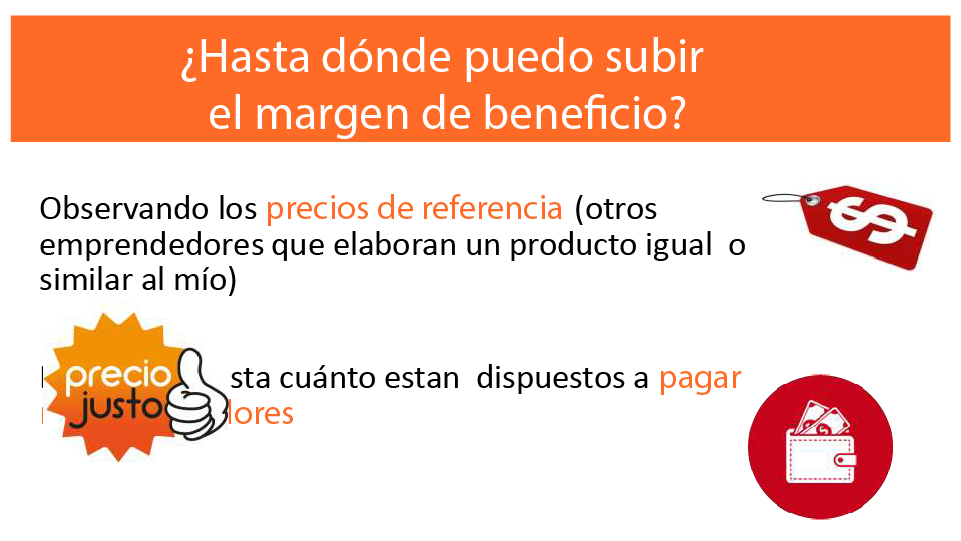 ¿Hasta dónde puedo subir
el margen de beneficio?
Observando los precios de referencia (otros
emprendedores que elaboran un producto igual o
similar al mío)
precio
justo
sta cuánto estan dispuestos a pagar
lores
$